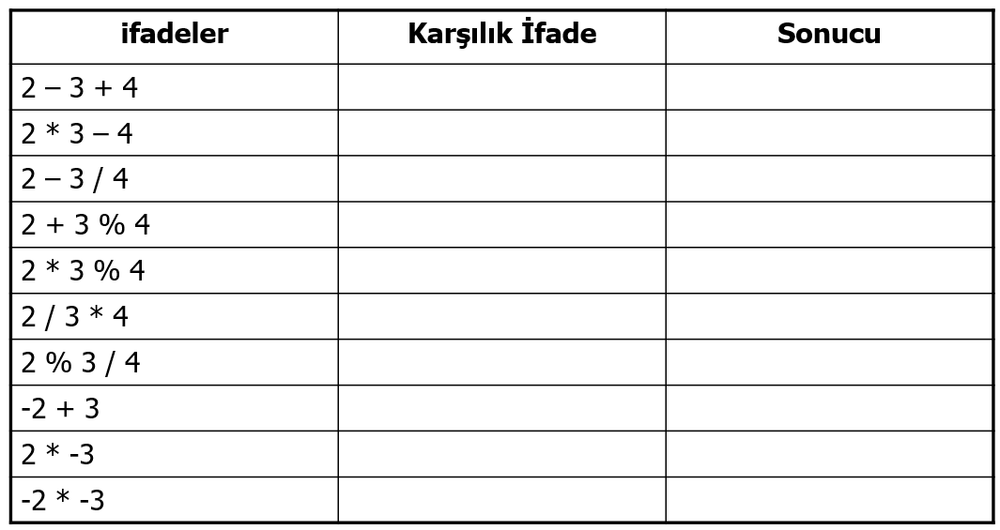 ifadeler Karşılık İfade Sonucu
2 – 3 + 4
2 * 3 – 4
2 – 3 / 4
2 + 3 % 4
2 * 3 % 4
2 / 3 * 4
2 % 3 / 4
-2 + 3
2 * -3
-2 * -3